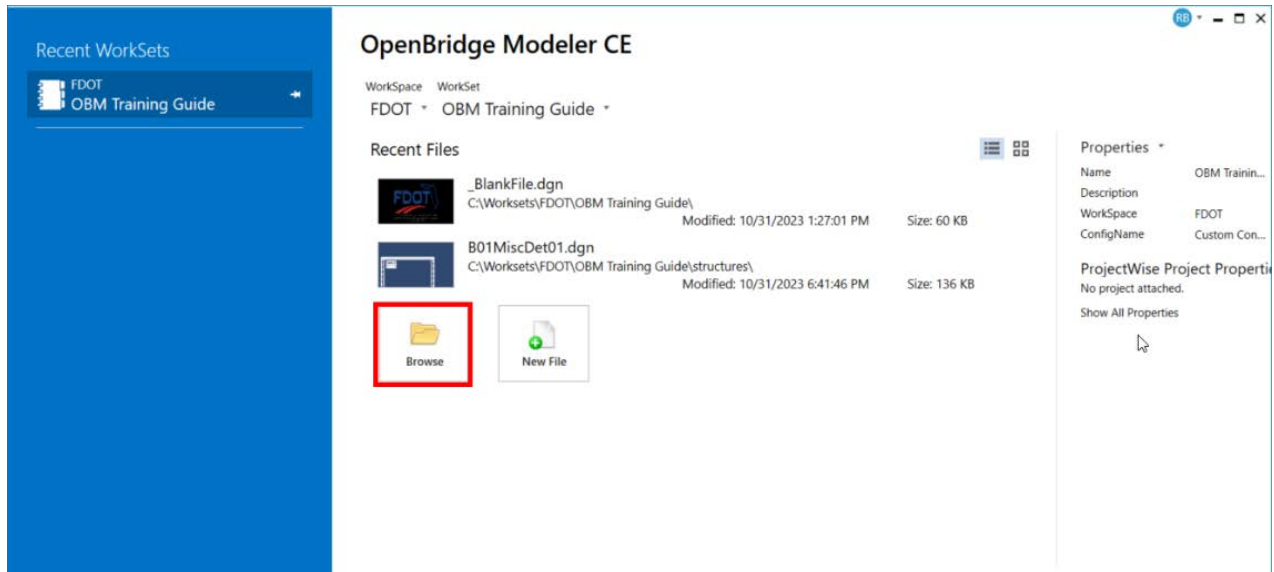 RB
Recent WorkSets
FDOT
OBM Training Guide
OpenBridge Modeler CE
WorkSpace WorkSet
FDOT OBM Training Guide
Recent Files
_BlankFile.dgn
C:\Worksets\FDOT\OBM Training Guide\
Modified: 10/31/2023 1:27:01 PM Size: 60 KB
FDOT
B01MiscDet01.dgn
C:\Worksets\FDOT\OBM Training Guide\structures\
Modified: 10/31/2023 6:41:46 PM Size: 136 KB
Browse
New File
Properties
Name OBM Trainin...
Description
WorkSpace FDOT
ConfigName Custom Con...
ProjectWise Project Properti
No project attached.
Show All Properties